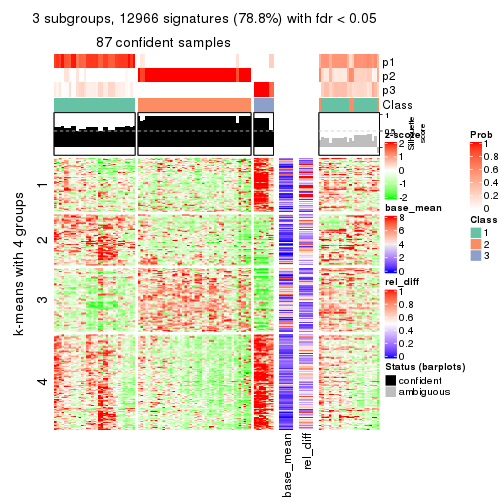 3 subgroups, 12966 signatures (78.8%) with fdr < 0.05
87 confident samples
p1
p2
p3
Class
1
0.5
Silhouette
score
z-score
2
1
0
-1
-2
base_mean
8
6
4
2
0
rel_diff
1
0.8
0.6
0.4
0.2
0
Status (barplots)
confident
ambiguous
Prob
1
0.8
0.6
0.4
0.2
0
Class
1
2
3
k-means with 4 groups
1
2
3
4
base_mean
rel_diff